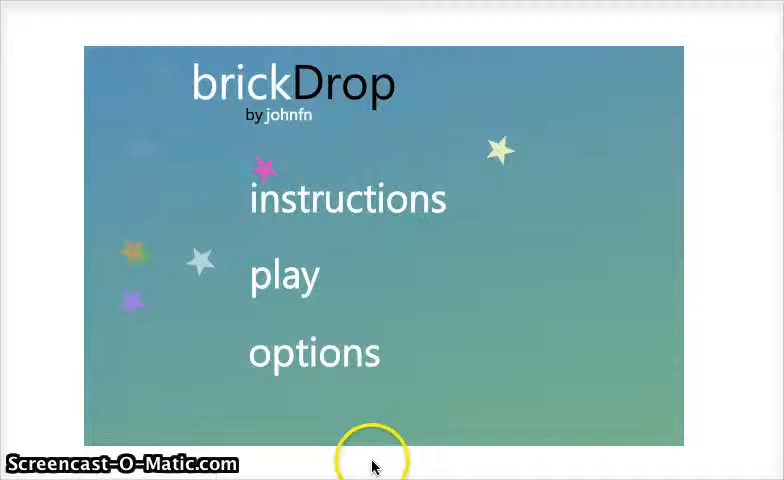 brickDrop
by johnfn
instructions
play
options
Screencast-O-Matic.com